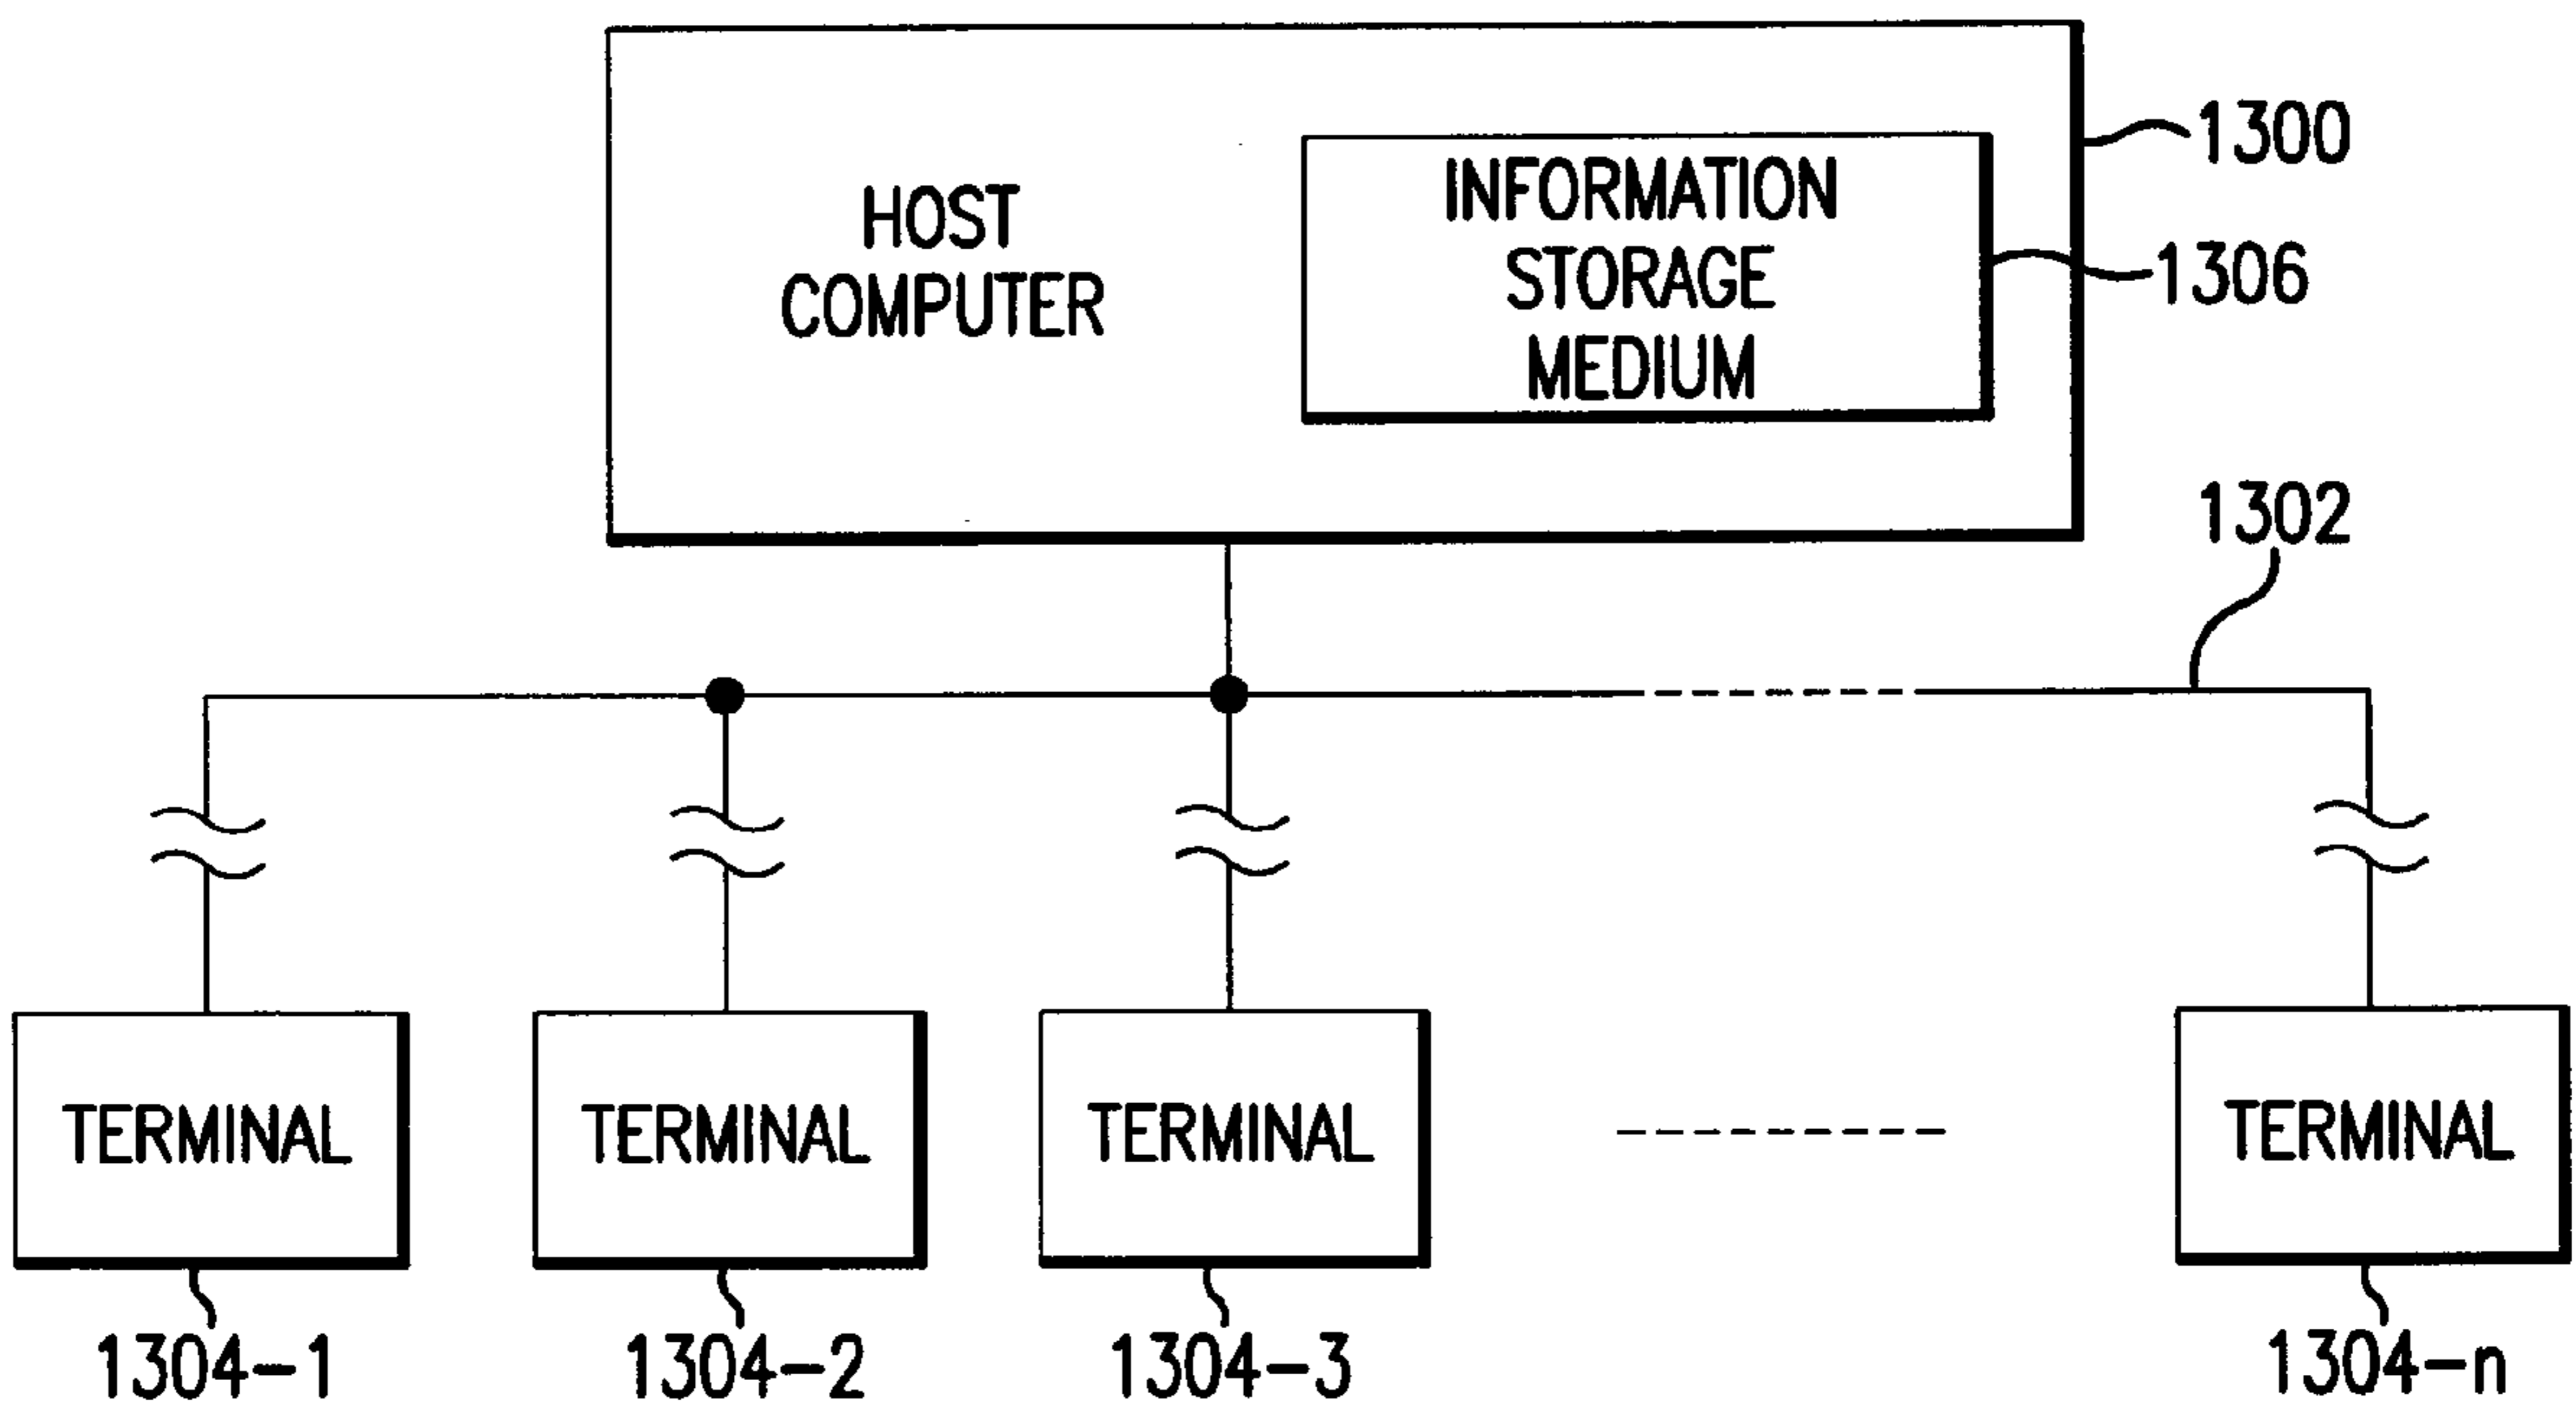 HOST
COMPUTER
INFORMATION
STORAGE
MEDIUM
1300
1306
1302
TERMINAL
TERMINAL
TERMINAL
TERMINAL
1304-1
1304-2
1304-3
1304-n